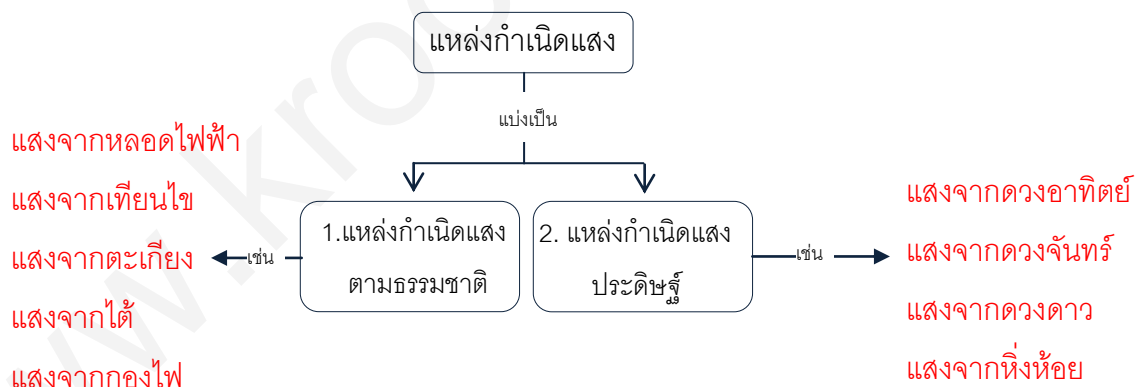 แหล่งกำเนิดแสง
แบ่งเป็น
แสงจากหลอดไฟฟ้า
แสงจากเทียนไข
แสงจากตะเกียง
แสงจากไต้
แสงจากกองไฟ
เช่น
1.แหล่งกำเนิดแสง
ตามธรรมชาติ
2. แหล่งกำเนิดแสง
ประดิษฐ์
เช่น
แสงจากดวงอาทิตย์
แสงจากดวงจันทร์
แสงจากดวงดาว
แสงจากหิ่งห้อย